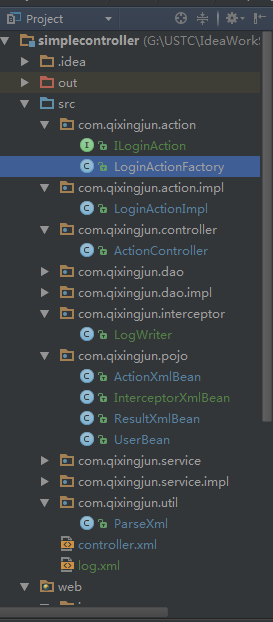 Project
simplecontroller (G:\USTC\IdeaWorkS
.idea
out
src
com.qixingjun.action
ILoginAction
LoginActionFactory
com.qixingjun.action.impl
LoginActionImpl
com.qixingjun.controller
ActionController
com.qixingjun.dao
com.qixingjun.dao.impl
com.qixingjun.interceptor
LogWriter
com.qixingjun.pojo
ActionXmlBean
InterceptorXmlBean
ResultXmlBean
UserBean
com.qixingjun.service
com.qixingjun.service.impl
com.qixingjun.util
ParseXml
controller.xml
log.xml
web